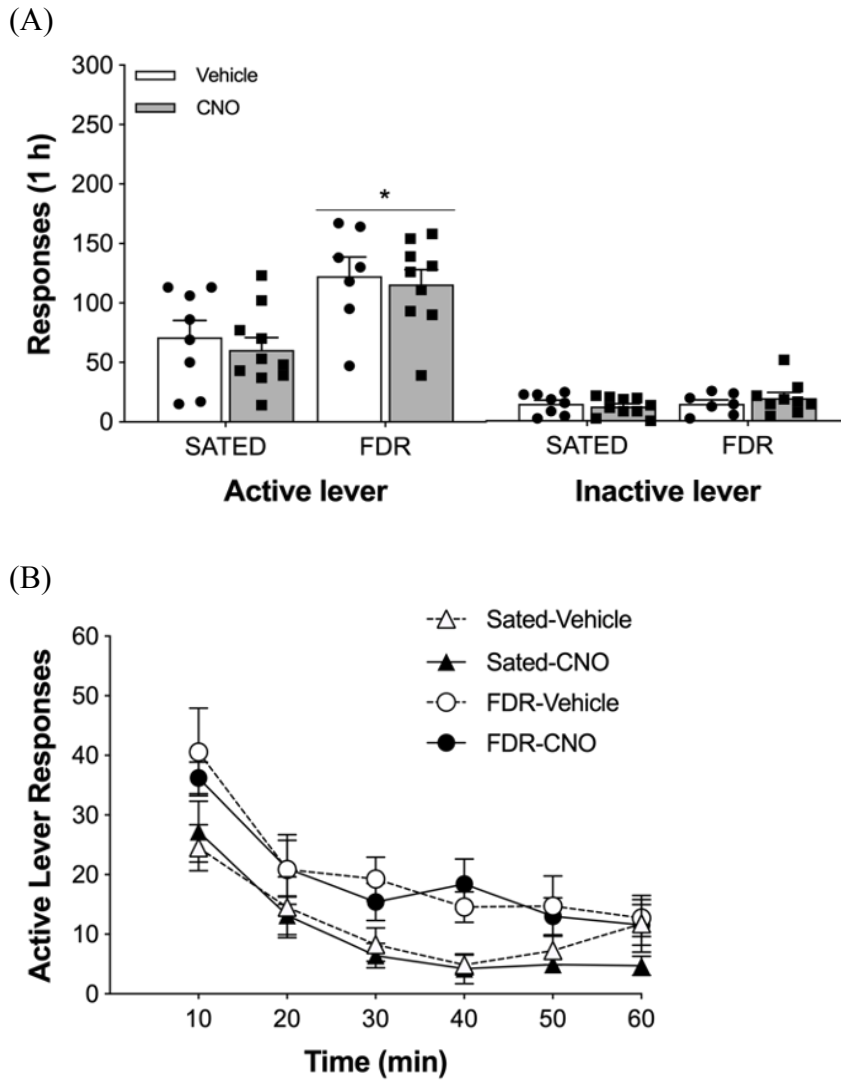 (A)
300
250
200
150
100
50
0
Responses (1 h)
Vehicle
CNO
*
SATED
FDR
SATED
FDR
Active lever
Inactive lever
(B)
60
50
40
30
20
10
0
Active Lever Responses
Sated-Vehicle
Sated-CNO
FDR-Vehicle
FDR-CNO
10
20
30
40
50
60
Time (min)